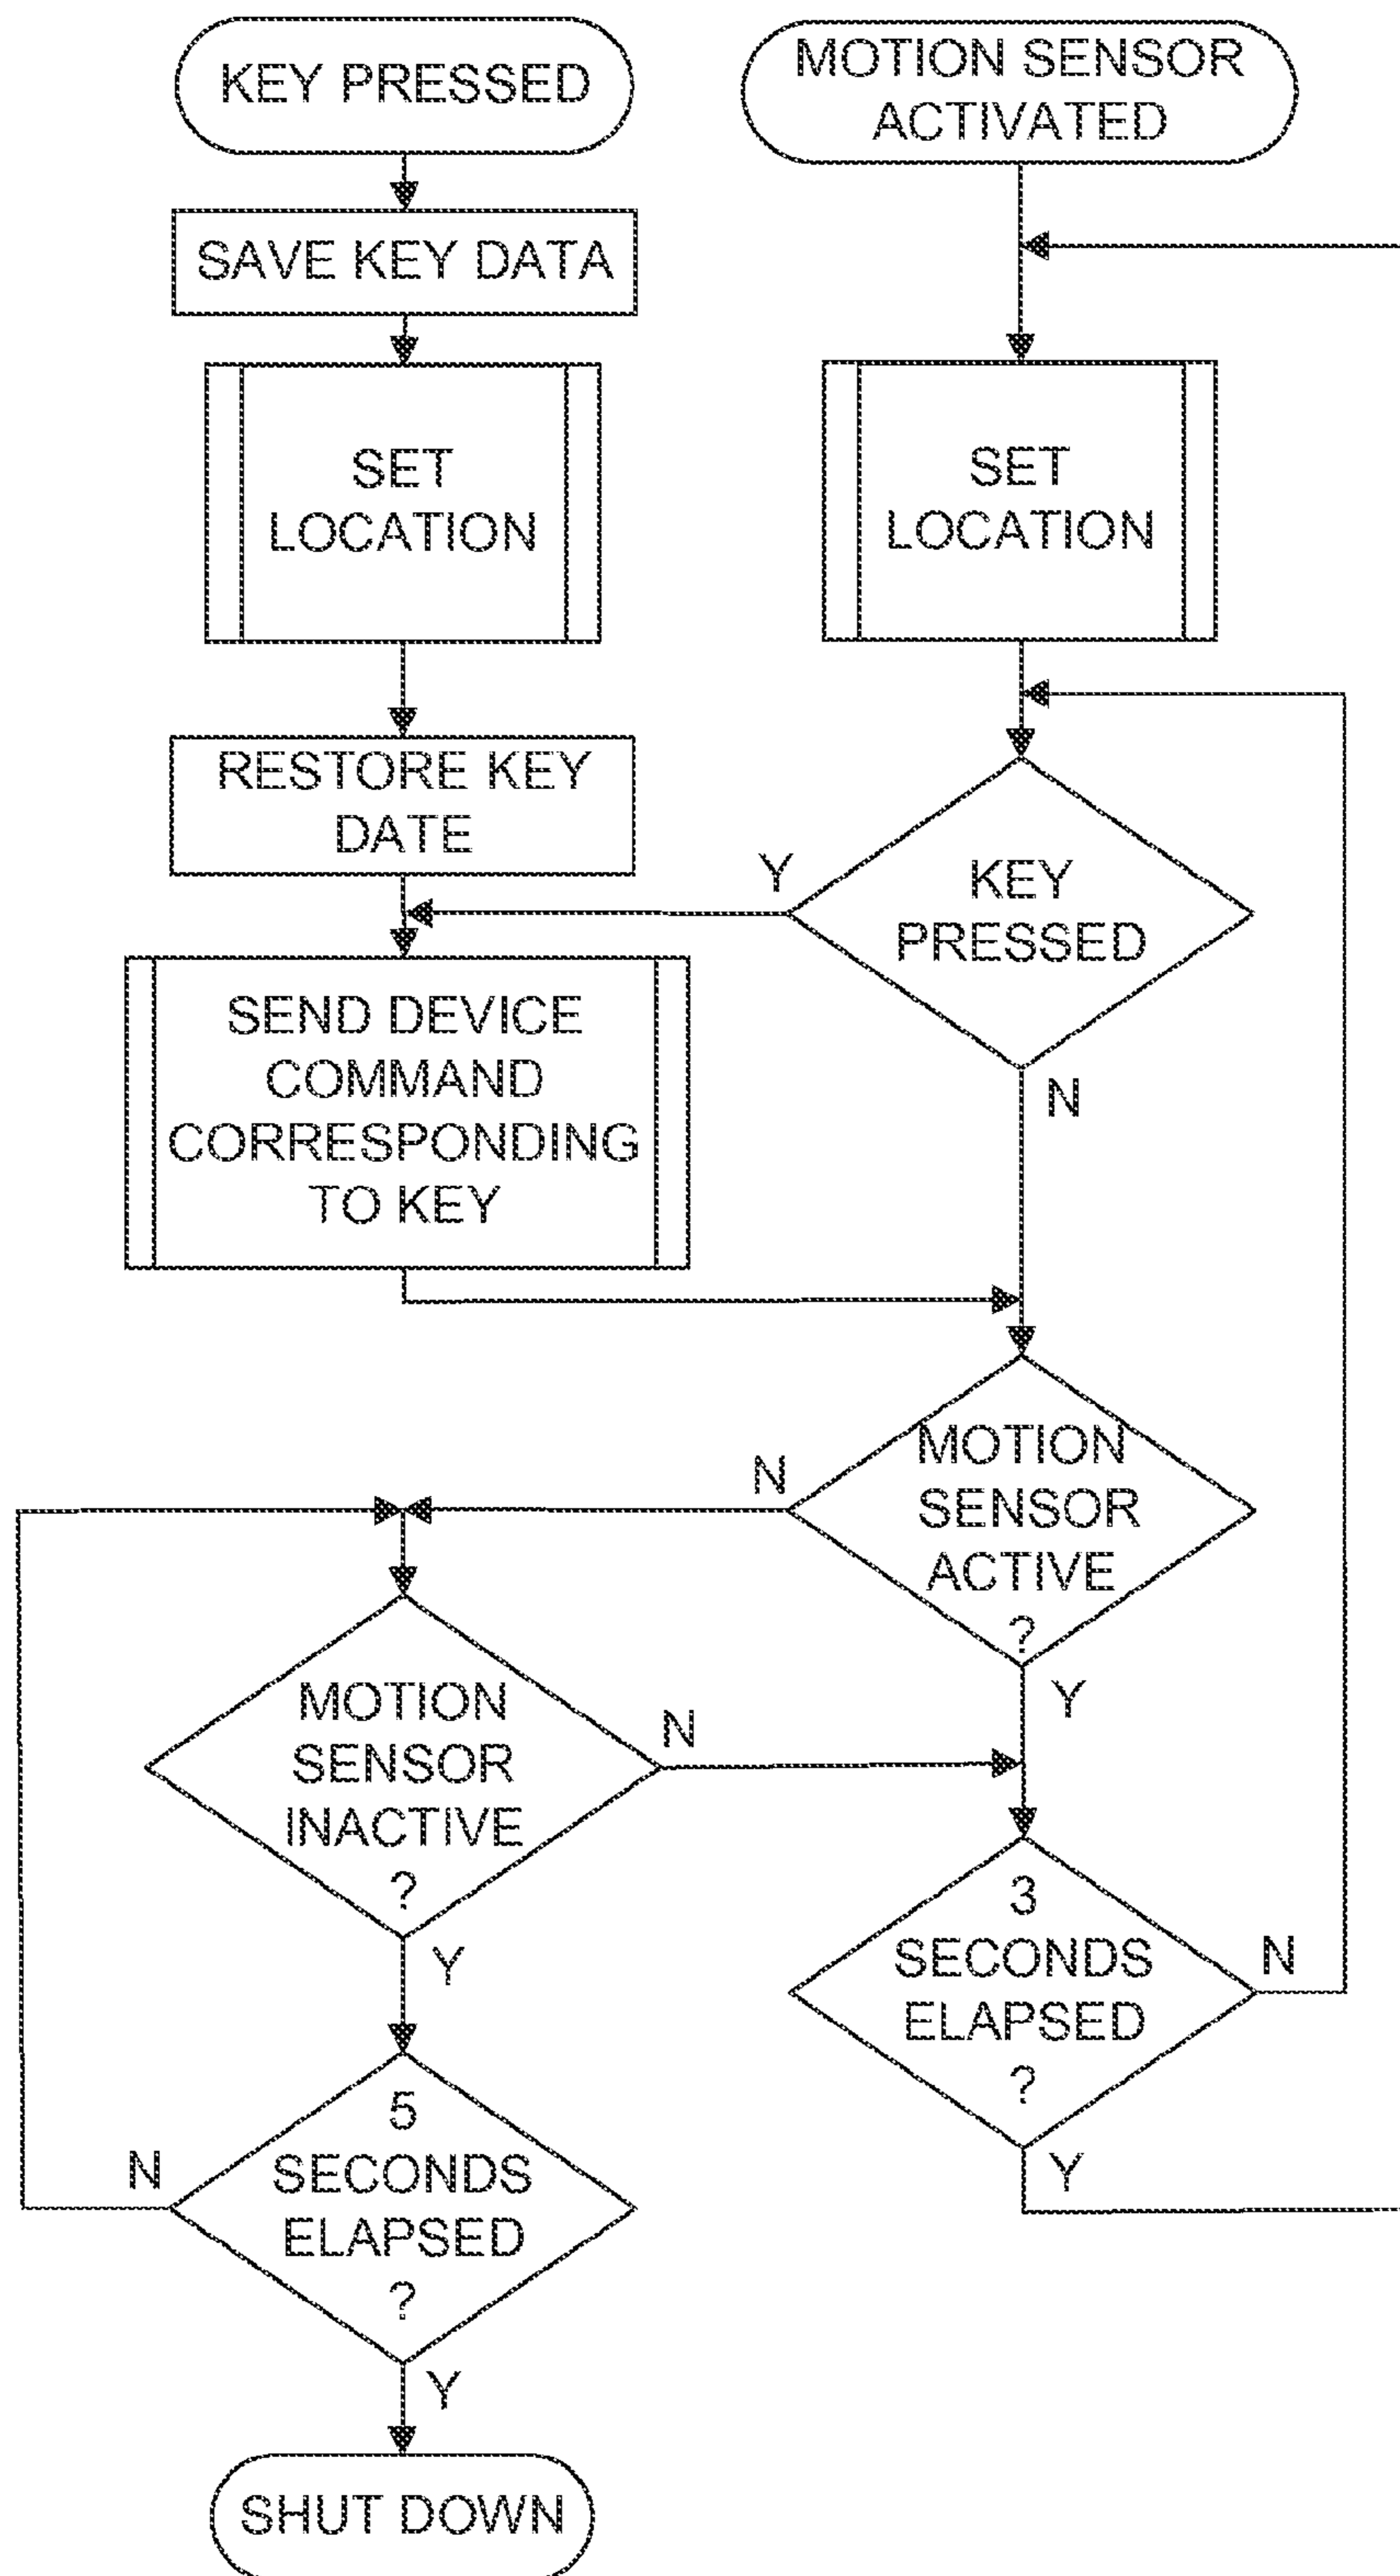 KEY PRESSED
MOTION SENSOR
ACTIVATED
SAVE KEY DATA
SET
LOCATION
SET
LOCATION
RESTORE KEY
DATE
Y
KEY
PRESSED
N
SEND DEVICE
COMMAND
CORRESPONDING
TO KEY
N
MOTION
SENSOR
ACTIVE
?
Y
MOTION
SENSOR
INACTIVE
?
N
Y
3
SECONDS
ELAPSED
?
N
Y
5
SECONDS
ELAPSED
?
N
Y
SHUT DOWN